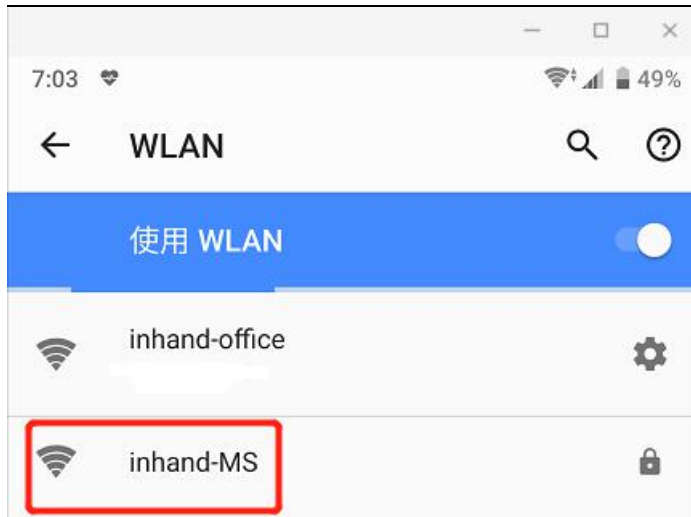 7:03 49%
WLAN
使用 WLAN
inhand-office
inhand-MS